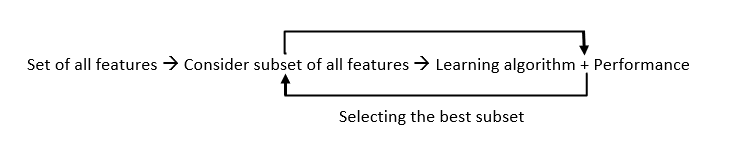 Set of all features → Consider subset of all features → Learning algorithm + Performance
Selecting the best subset